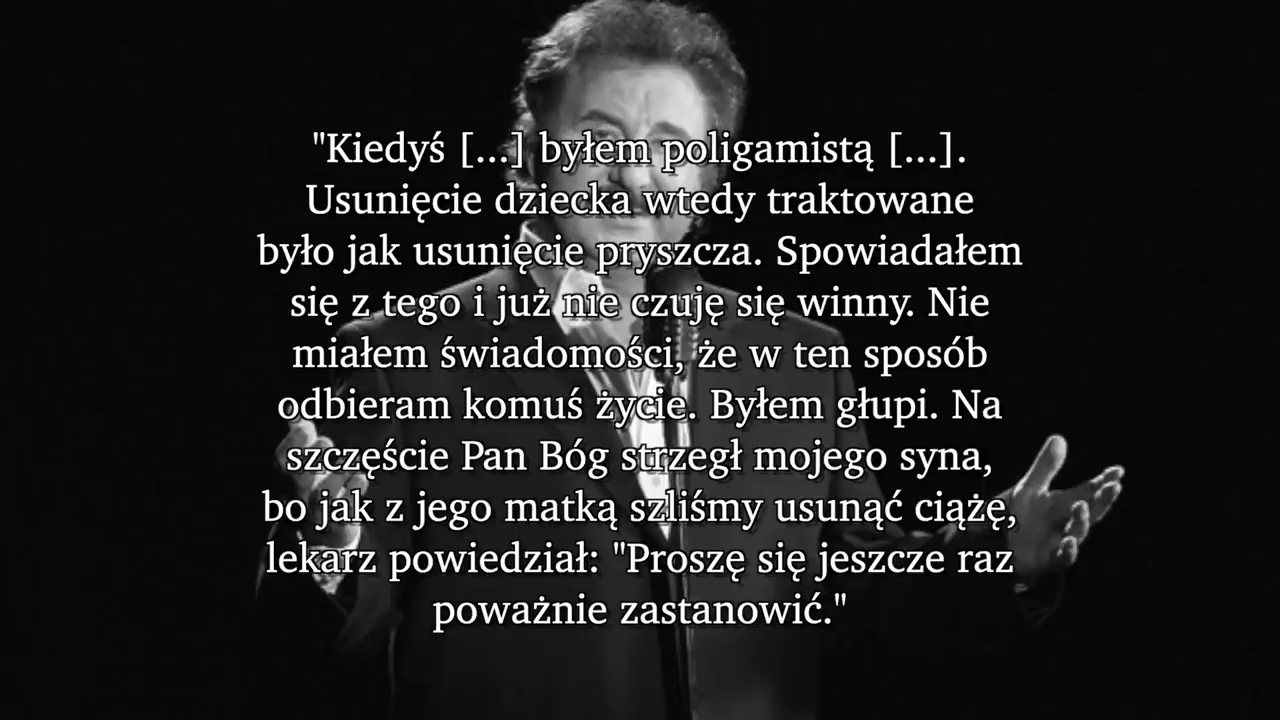 "Kiedyś [...] byłem poligamistą [...].
Usunięcie dziecka wtedy traktowane
było jak usunięcie pryszcza. Spowiadałem
się z tego i już nie czuję się winny. Nie
miałem świadomości, że w ten sposób
odbieram komuś życie. Byłem głupi. Na
szczęście Pan Bóg strzegł mojego syna,
bo jak z jego matką szliśmy usunąć ciążę,
lekarz powiedział: "Proszę się jeszcze raz
poważnie zastanowić."